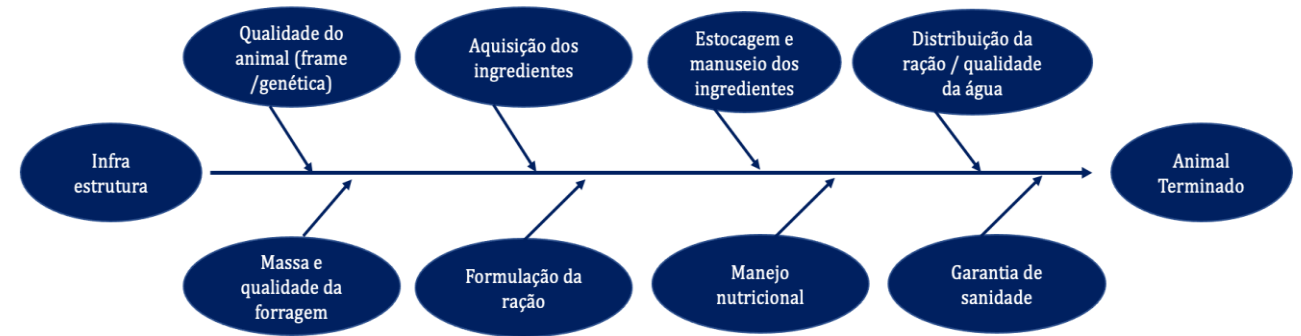 Qualidade do
animal (frame
/genética)
Aquisição dos
ingredientes
Estocagem e
manuseio dos
ingredientes
Distribuição da
ração / qualidade
da água
Infra
estrutura
Animal
Terminado
Massa e
qualidade da
forragem
Formulação da
ração
Manejo
nutricional
Garantia de
sanidade